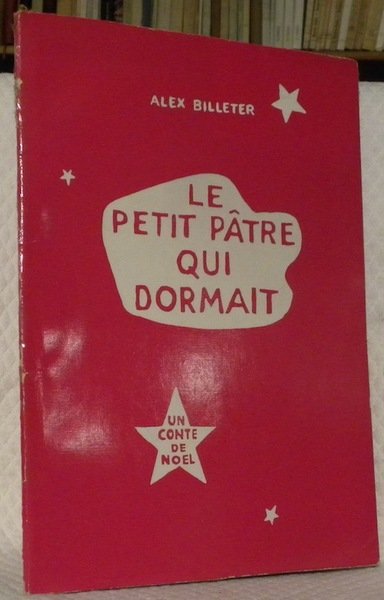 ALEX BILLETER
LE
PETIT PÂTRE
QUI
DORMAIT
UN
CONTE
DE
NOEL